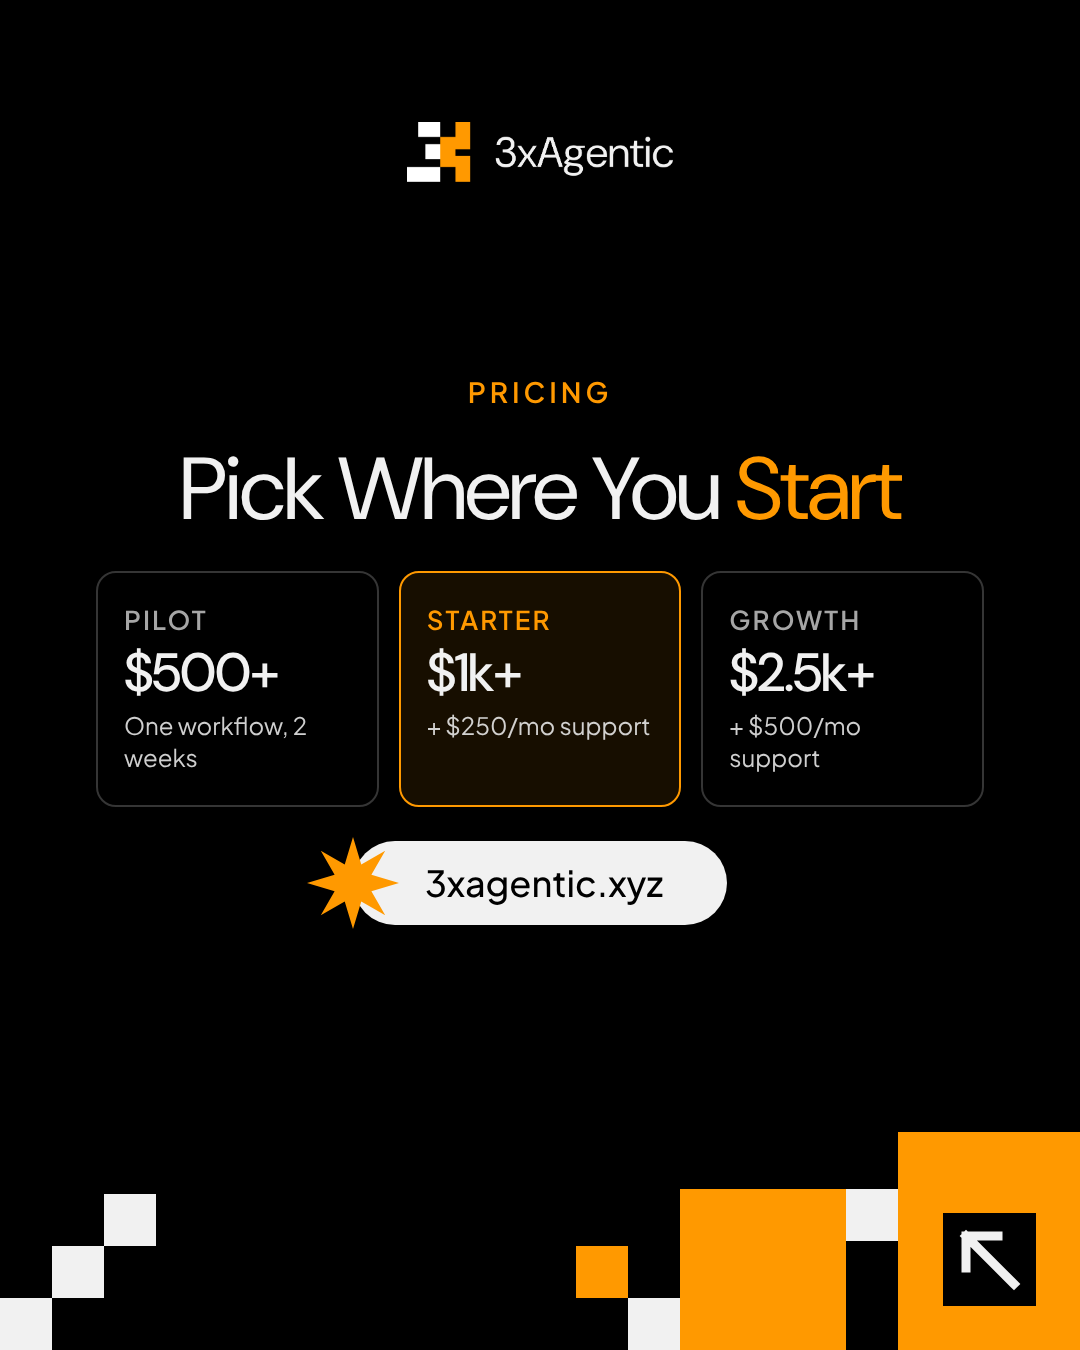 3xAgentic
PRICING
Pick Where You Start
PILOT
$500+
One workflow, 2
weeks
STARTER
$1k+
+ $250/mo support
GROWTH
$2.5k+
+ $500/mo
support
3xagentic.xyz